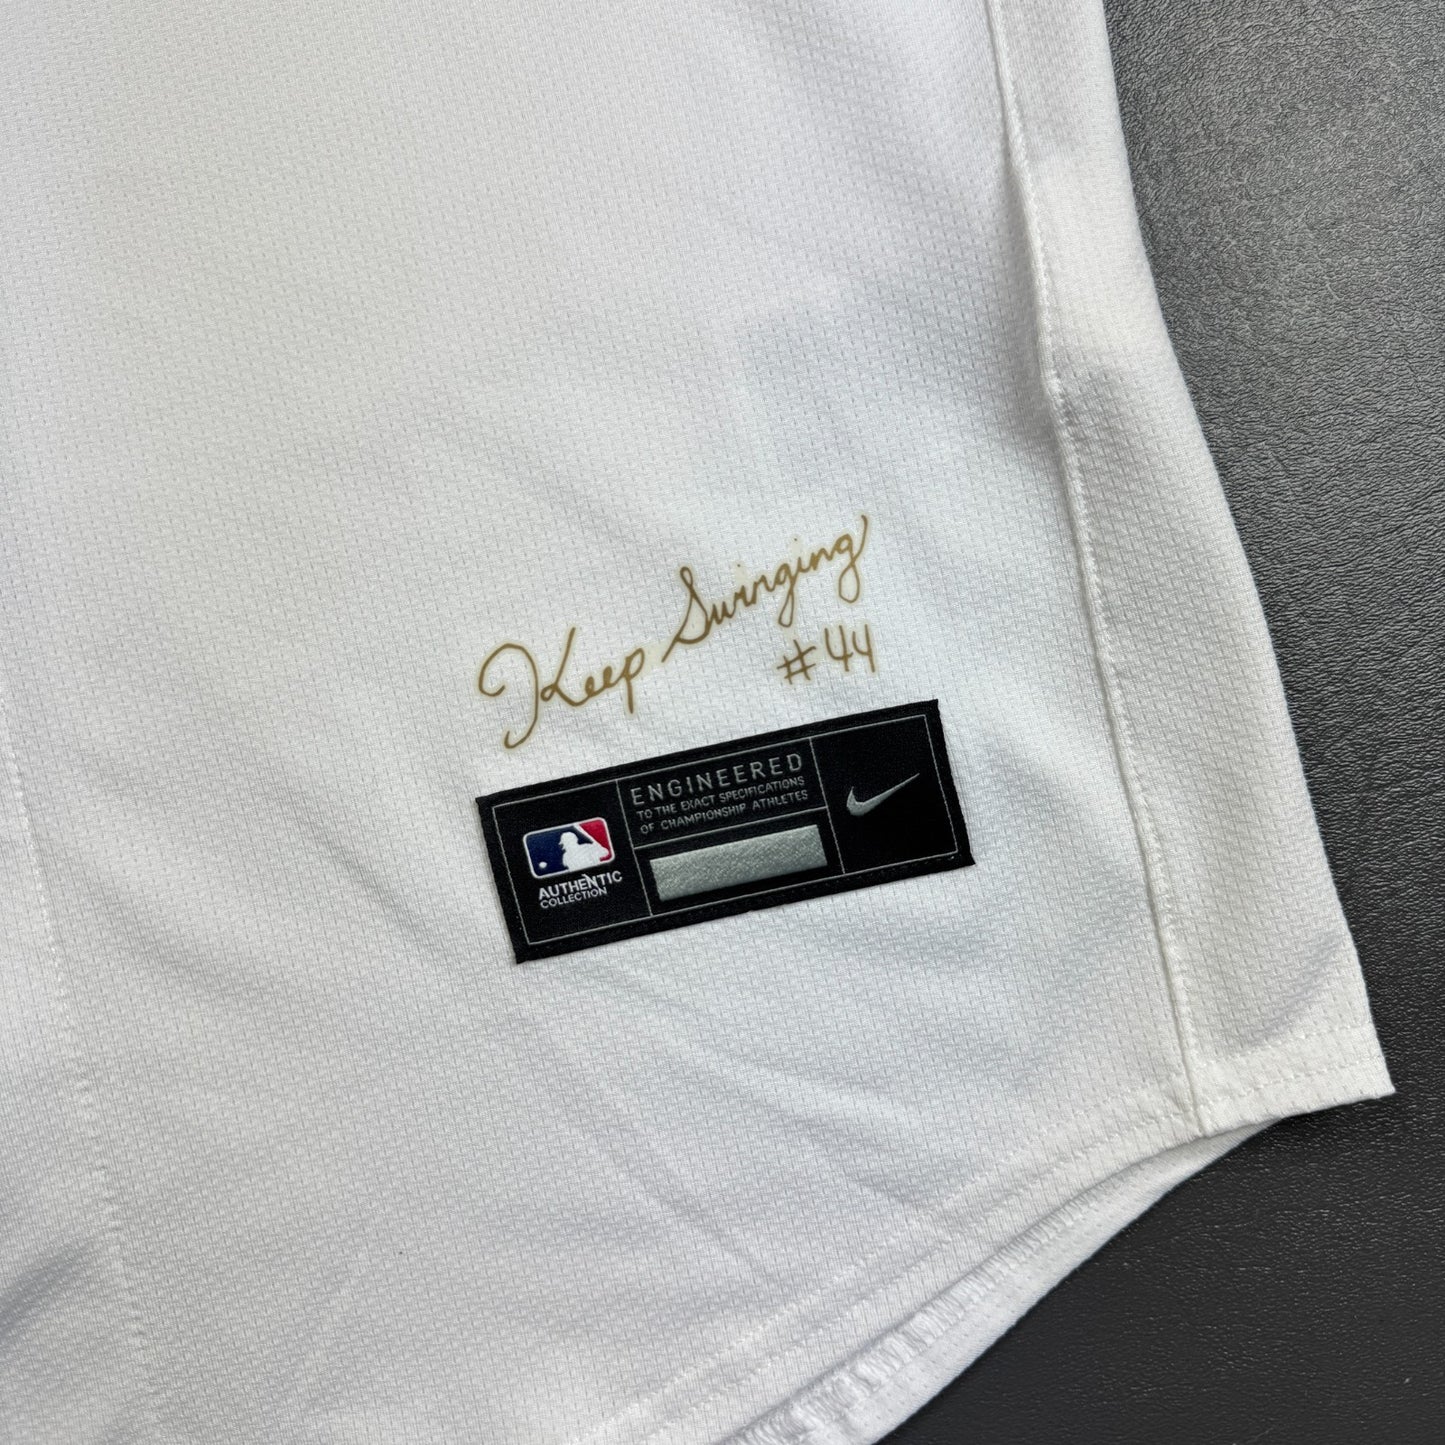 Keep Swinging
#44
ENGINEERED
TO THE EXACT SPECIFICATIONS
OF CHAMPIONSHIP ATHLETES
AUTHENTIC
COLLECTION